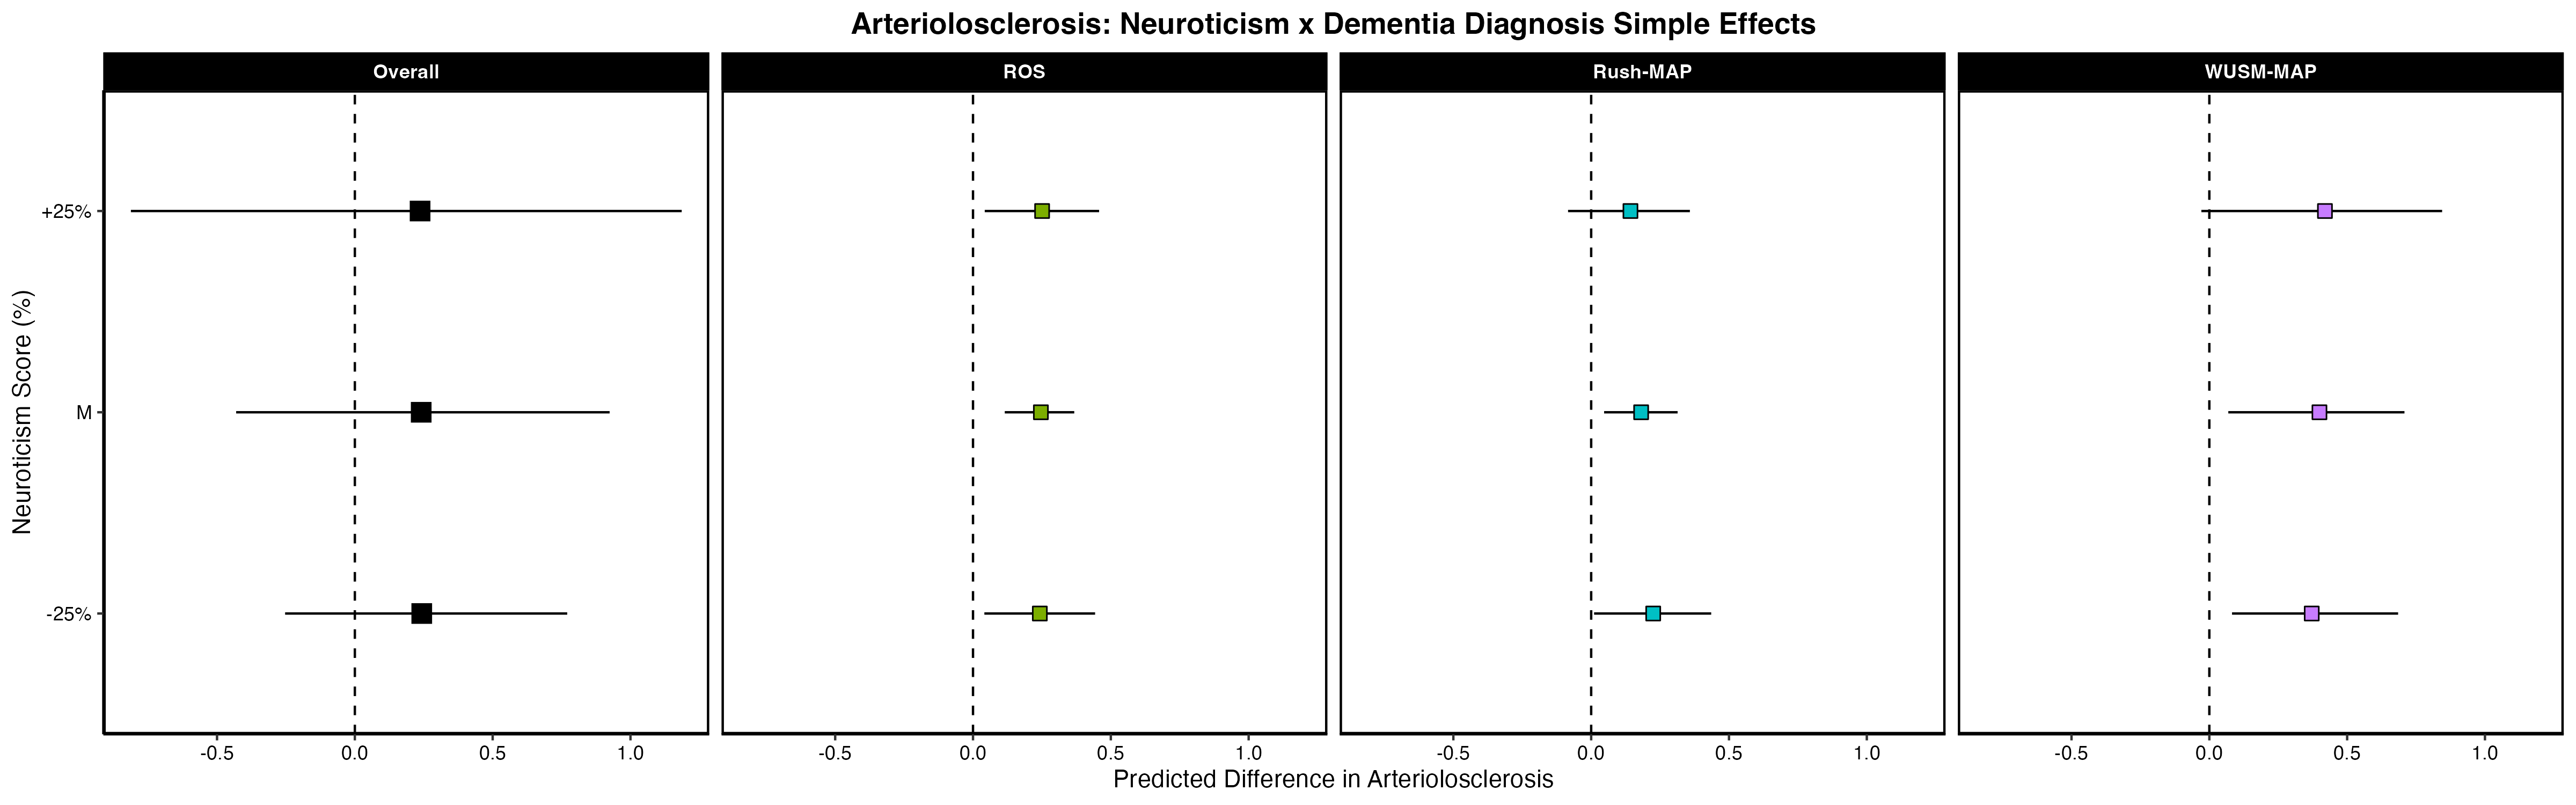 Arteriolosclerosis: Neuroticism x Dementia Diagnosis Simple Effects
Overall
ROS
Rush-MAP
WUSM-MAP
Neuroticism Score (%)
+25%
M
-25%
-0.5 0.0 0.5 1.0
-0.5 0.0 0.5 1.0
-0.5 0.0 0.5 1.0
-0.5 0.0 0.5 1.0
Predicted Difference in Arteriolosclerosis